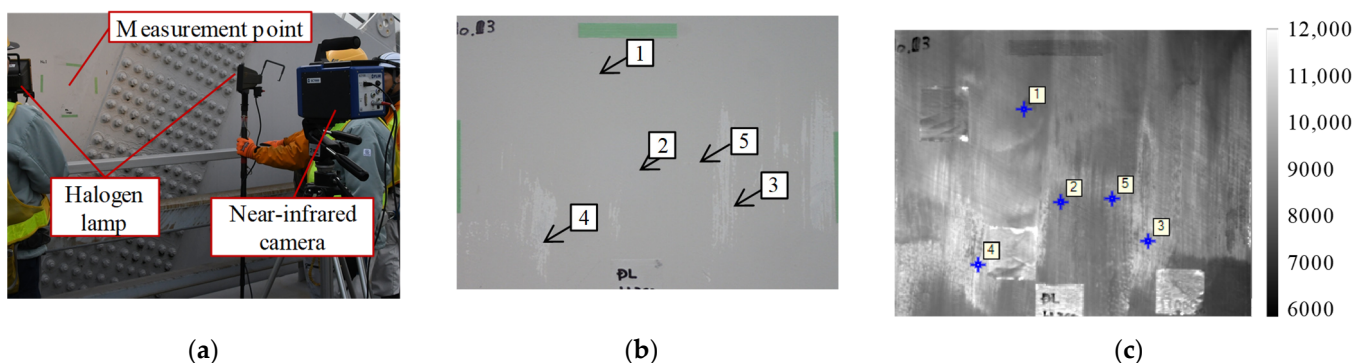 Measurement point
Halogen
lamp
Near-infrared
camera
(a)
1
2
5
3
4
DL
(b)
1
2
5
3
4
DL
(c)
12,000
11,000
10,000
9000
8000
7000
6000